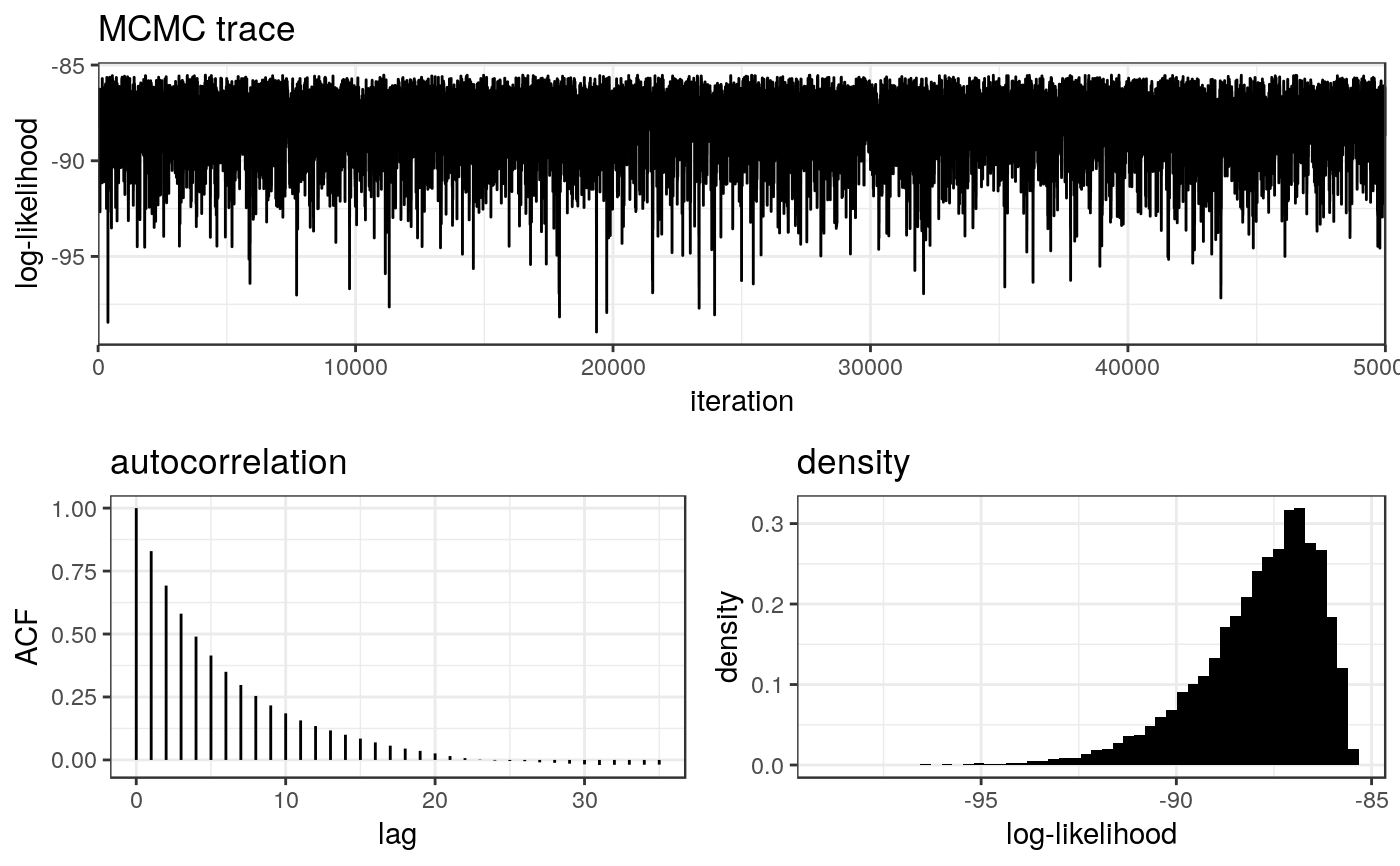 MCMC trace
log-likelihood
-85
-90
-95
0 10000 20000 30000 40000 5000
iteration
autocorrelation
ACF
1.00
0.75
0.50
0.25
0.00
0 10 20 30
lag
density
density
0.3
0.2
0.1
0.0
-95 -90 -85
log-likelihood